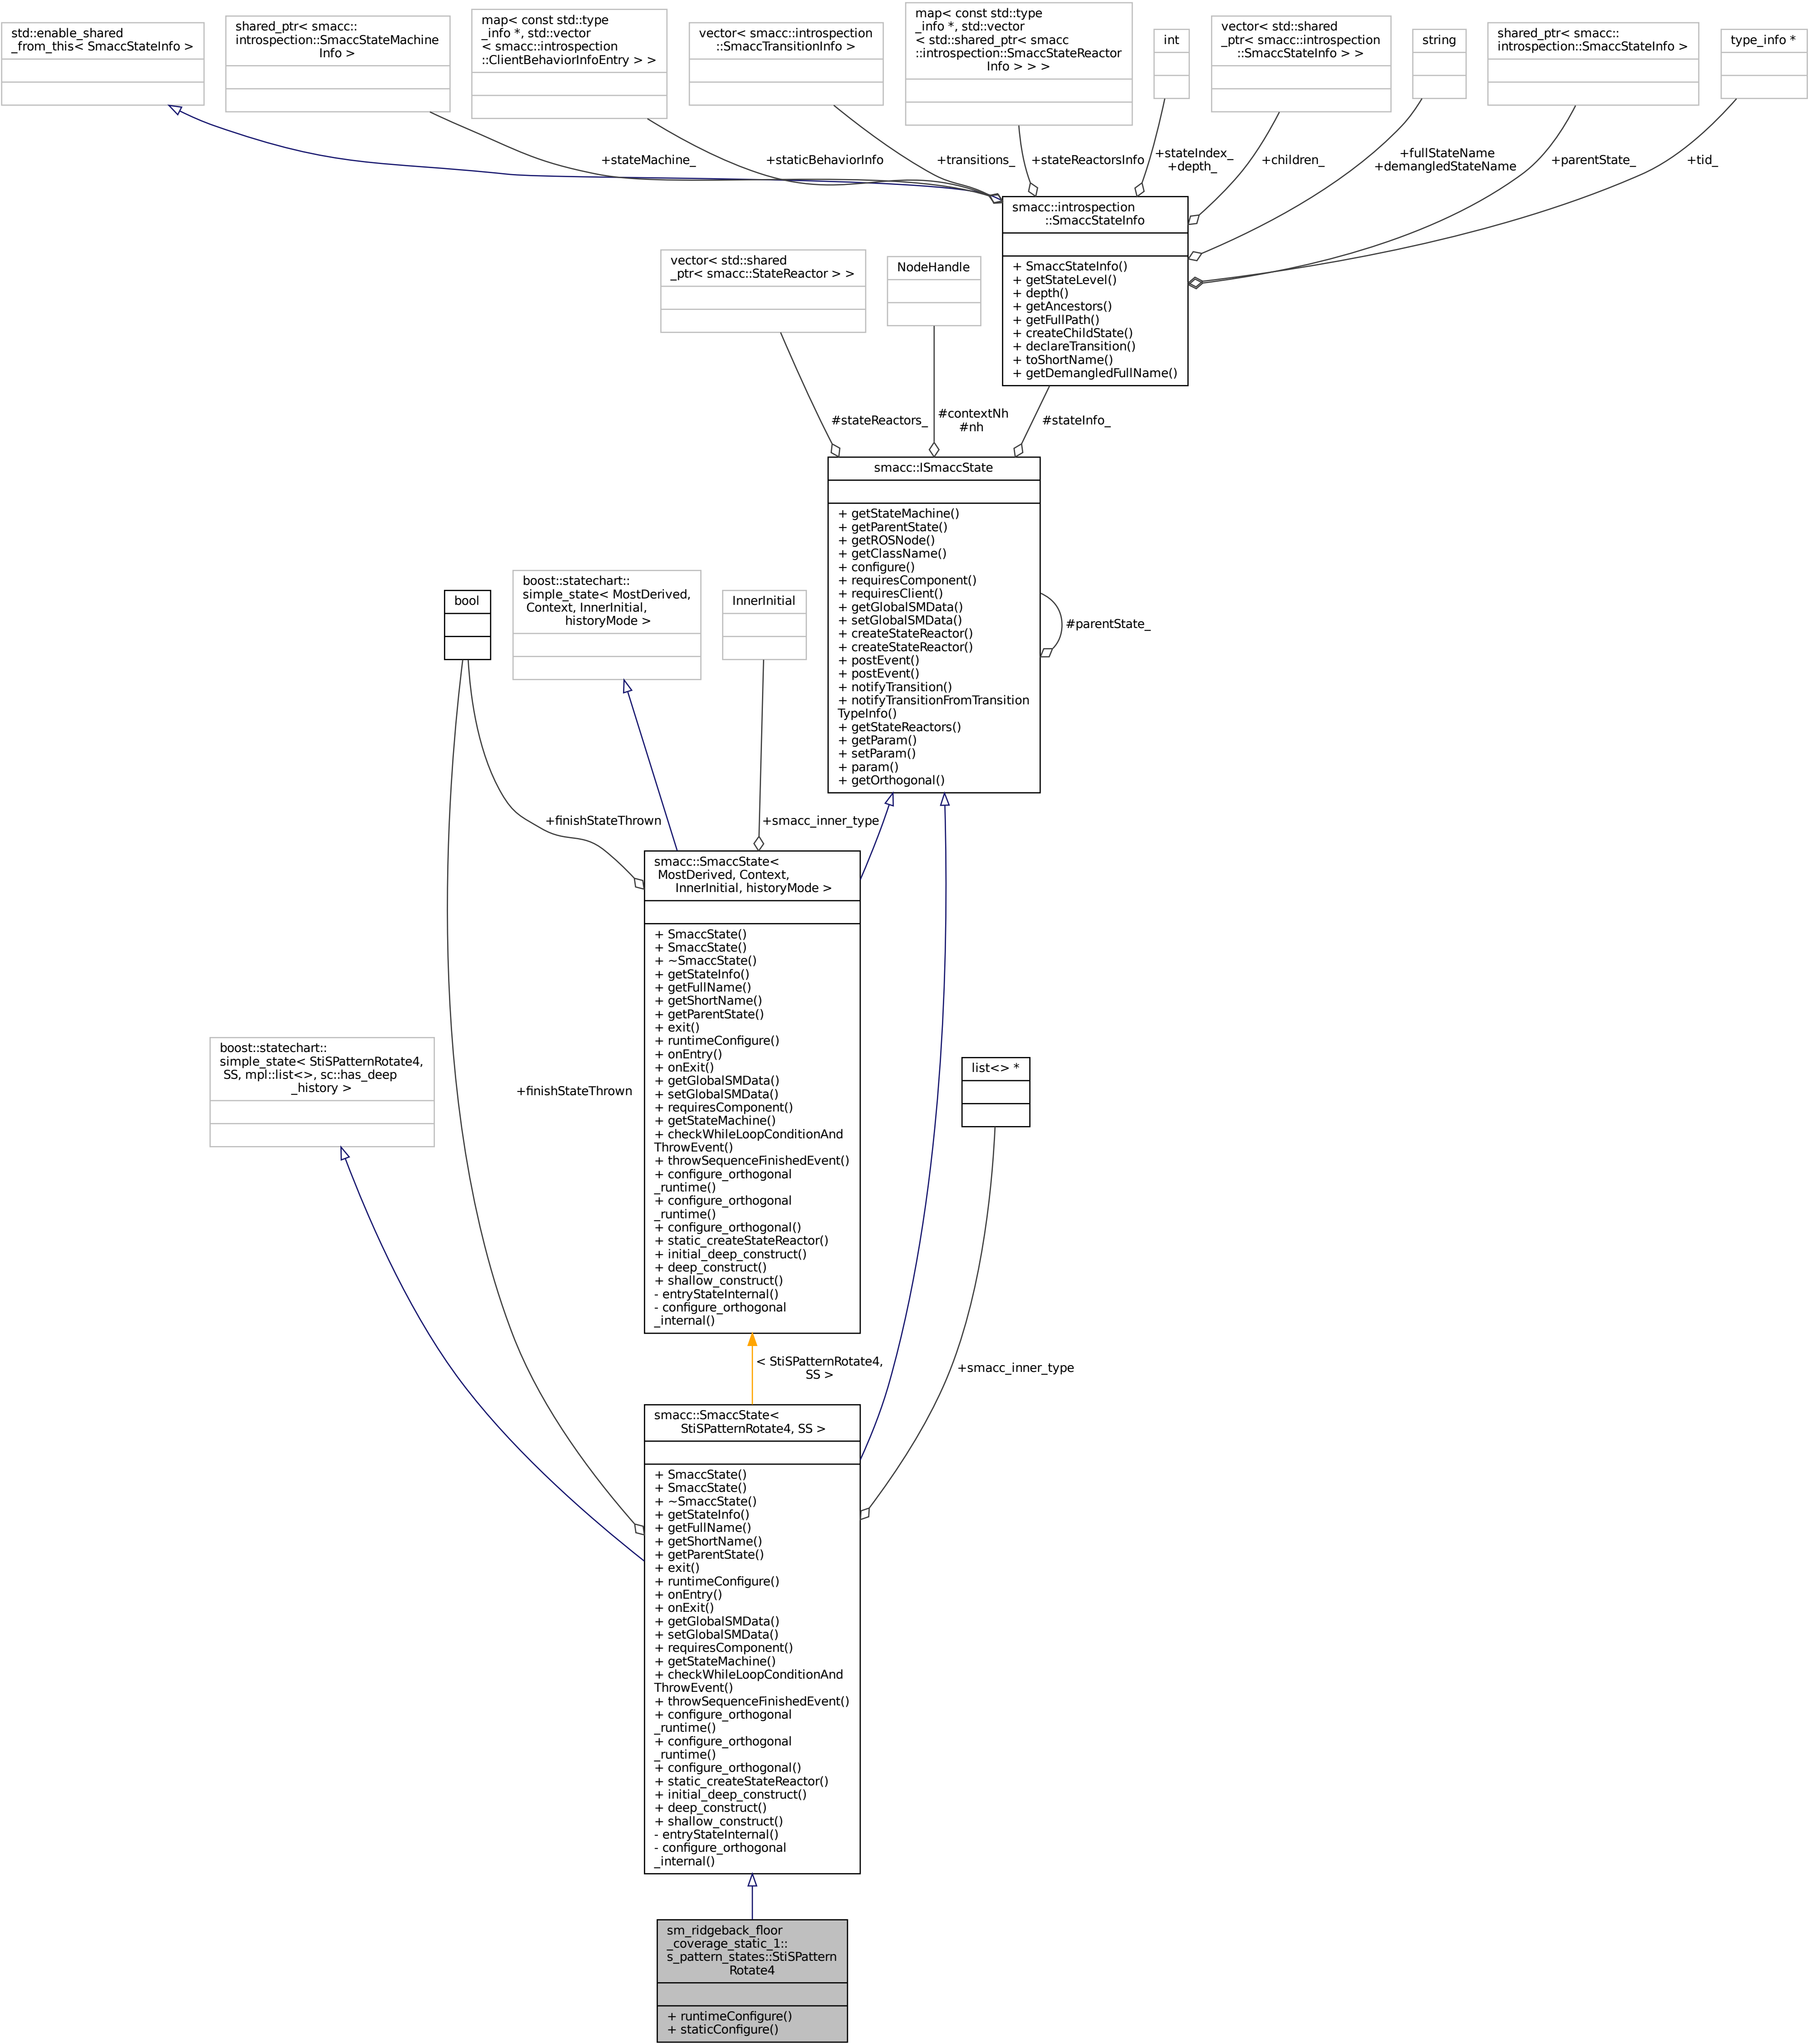 std::enable_shared
_from_this< SmaccStateInfo >
shared_ptr< smacc::
introspection::SmaccStateMachine
Info >
map< const std::type
_info *, std::vector
< smacc::introspection
::ClientBehaviorInfoEntry > >
vector< smacc::introspection
::SmaccTransitionInfo >
map< const std::type
_info *, std::vector
< std::shared_ptr< smacc
::introspection::SmaccStateReactor
Info > > >
int
vector< std::shared
_ptr< smacc::introspection
::SmaccStateInfo > >
string
shared_ptr< smacc::
introspection::SmaccStateInfo >
type_info *
+stateMachine_
+staticBehaviorInfo
+transitions_
+stateReactorsInfo
+stateIndex_
+depth_
+children_
+fullStateName
+demangledStateName
+parentState_
+tid_
smacc::introspection
::SmaccStateInfo
+ SmaccStateInfo()
+ getStateLevel()
+ depth()
+ getAncestors()
+ getFullPath()
+ createChildState()
+ declareTransition()
+ toShortName()
+ getDemangledFullName()
vector< std::shared
_ptr< smacc::StateReactor > >
NodeHandle
#stateReactors_
#contextNh
#nh
#stateInfo_
smacc::ISmaccState
+ getStateMachine()
+ getParentState()
+ getROSNode()
+ getClassName()
+ configure()
+ requiresComponent()
+ requiresClient()
+ getGlobalSMData()
+ setGlobalSMData()
+ createStateReactor()
+ createStateReactor()
+ postEvent()
+ postEvent()
+ notifyTransition()
+ notifyTransitionFromTransition
TypeInfo()
+ getStateReactors()
+ getParam()
+ setParam()
+ param()
+ getOrthogonal()
#parentState_
bool
boost::statechart::
simple_state< MostDerived,
Context, InnerInitial,
historyMode >
InnerInitial
+finishStateThrown
+smacc_inner_type
smacc::SmaccState<
MostDerived, Context,
InnerInitial, historyMode >
+ SmaccState()
+ SmaccState()
+ ~SmaccState()
+ getStateInfo()
+ getFullName()
+ getShortName()
+ getParentState()
+ exit()
+ runtimeConfigure()
+ onEntry()
+ onExit()
+ getGlobalSMData()
+ setGlobalSMData()
+ requiresComponent()
+ getStateMachine()
+ checkWhileLoopConditionAnd
ThrowEvent()
+ throwSequenceFinishedEvent()
+ configure_orthogonal
_runtime()
+ configure_orthogonal
_runtime()
+ configure_orthogonal()
+ static_createStateReactor()
+ initial_deep_construct()
+ deep_construct()
+ shallow_construct()
- entryStateInternal()
- configure_orthogonal
_internal()
boost::statechart::
simple_state< StiSPatternRotate4,
SS, mpl::list<>, sc::has_deep
_history >
+finishStateThrown
list<> *
< StiSPatternRotate4,
SS >
+smacc_inner_type
smacc::SmaccState<
StiSPatternRotate4, SS >
+ SmaccState()
+ SmaccState()
+ ~SmaccState()
+ getStateInfo()
+ getFullName()
+ getShortName()
+ getParentState()
+ exit()
+ runtimeConfigure()
+ onEntry()
+ onExit()
+ getGlobalSMData()
+ setGlobalSMData()
+ requiresComponent()
+ getStateMachine()
+ checkWhileLoopConditionAnd
ThrowEvent()
+ throwSequenceFinishedEvent()
+ configure_orthogonal
_runtime()
+ configure_orthogonal
_runtime()
+ configure_orthogonal()
+ static_createStateReactor()
+ initial_deep_construct()
+ deep_construct()
+ shallow_construct()
- entryStateInternal()
- configure_orthogonal
_internal()
sm_ridgeback_floor
_coverage_static_1::
s_pattern_states::StiSPattern
Rotate4
+ runtimeConfigure()
+ staticConfigure()